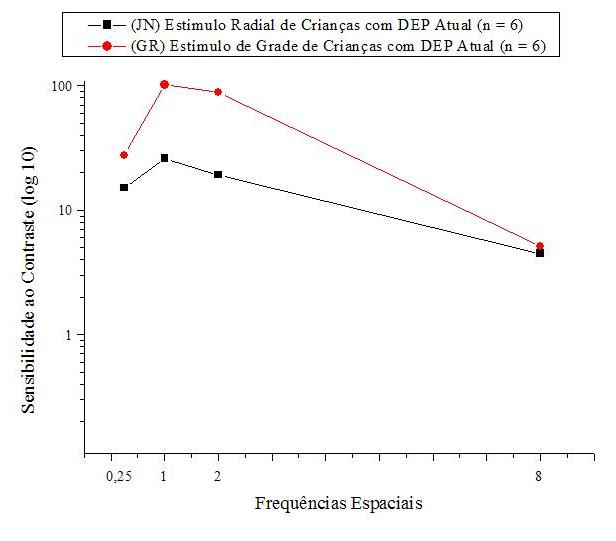 (JN) Estimulo Radial de Crianças com DEP Atual (n = 6)
(GR) Estimulo de Grade de Crianças com DEP Atual (n = 6)
Sensibilidade ao Contraste (log 10)
100
10
1
0,25 1 2 8
Frequências Espaciais